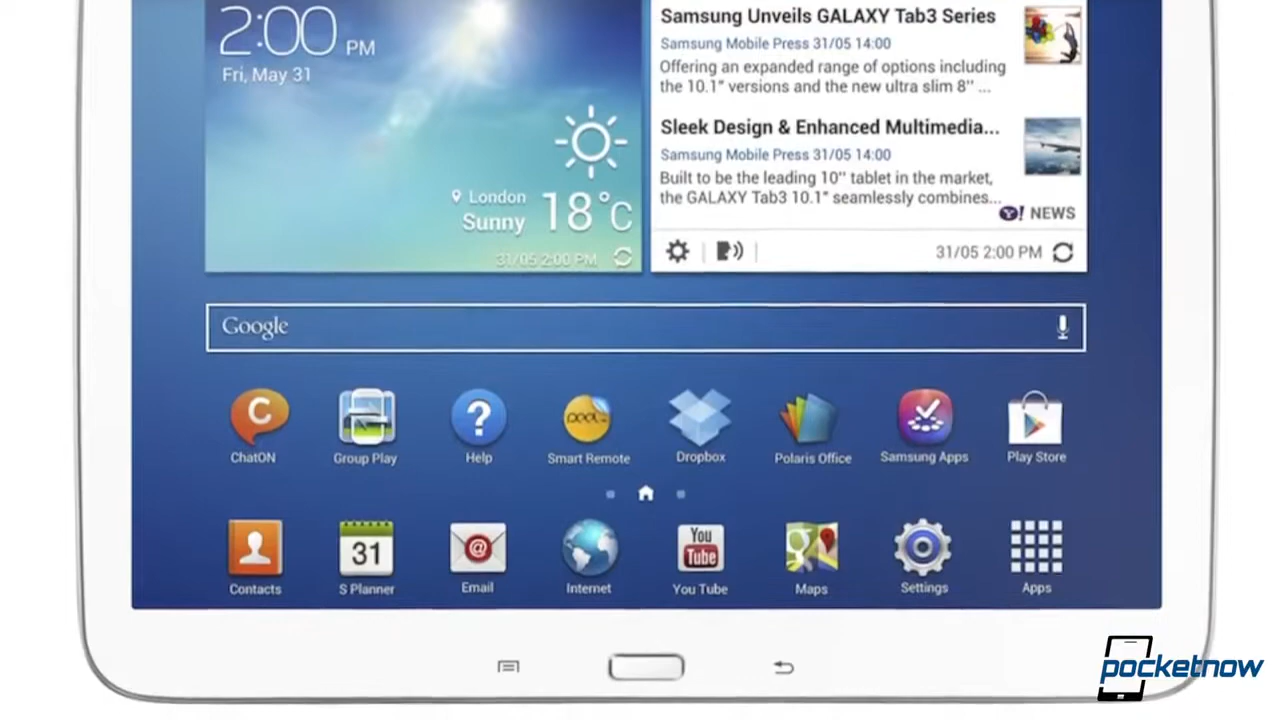 2:00 PM
Fri, May 31
London
Sunny 18°C
31/05 2:00 PM
Samsung Unveils GALAXY Tab3 Series
Samsung Mobile Press 31/05 14:00
Offering an expanded range of options including
the 10.1" versions and the new ultra slim 8" ...
Sleek Design & Enhanced Multimedia...
Samsung Mobile Press 31/05 14:00
Built to be the leading 10'' tablet in the market,
the GALAXY Tab3 10.1" seamlessly combines...
Y! NEWS
31/05 2:00 PM
Google
C
?
POOL
ChatON Group Play Help Smart Remote Dropbox Polaris Office Samsung Apps Play Store
31
@
You
Tube
g
Contacts S Planner Email Internet You Tube Maps Settings Apps
pocketnow